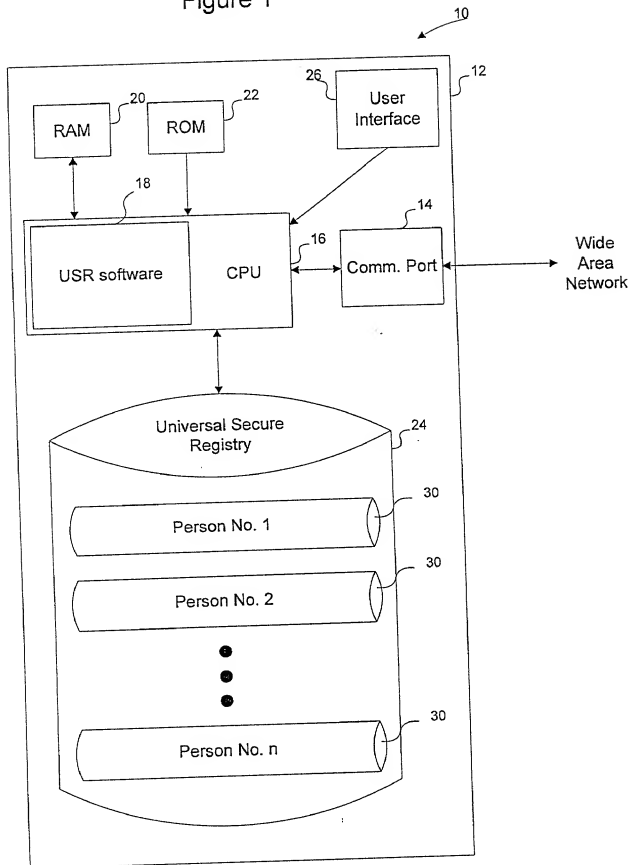 Figure 1
10
12
20
RAM
22
ROM
26
User
Interface
18
USR software
CPU
16
14
Comm. Port
Wide
Area
Network
Universal Secure
Registry
24
Person No. 1
30
Person No. 2
30
Person No. n
30